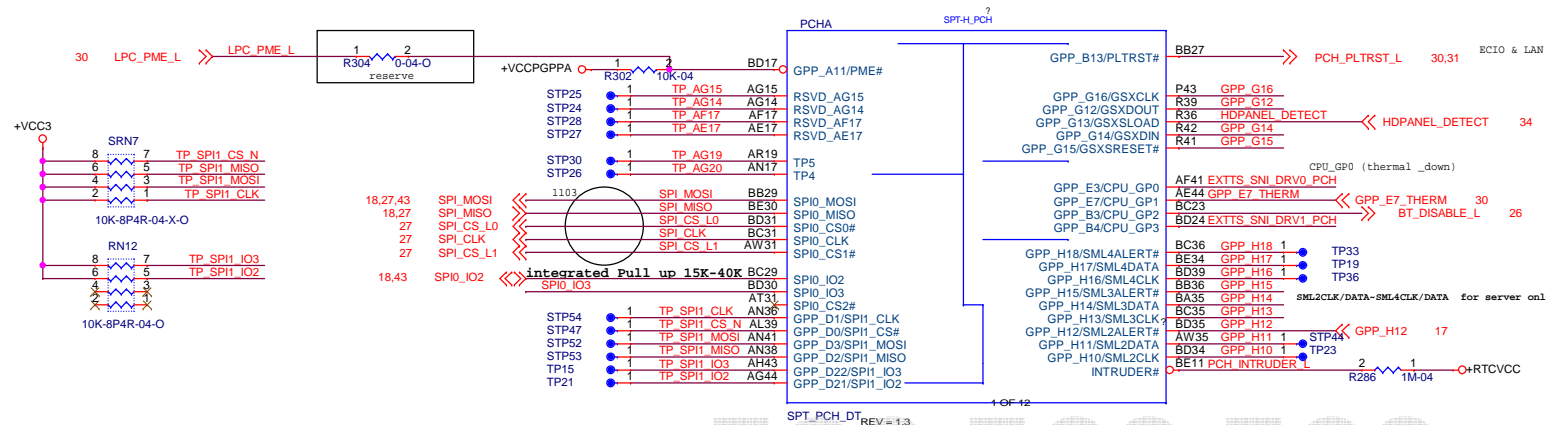 ?
SPT-H_PCH
PCHA
30 LPC_PME_L LPC_PME_L
1 2
R304 0-04-O
reserve
+VCCPGPPA 1 2 BD17 GPP_A11/PME#
R302 10K-04
STP25 1 TP_AG15 AG15 RSVD_AG15
STP24 1 TP_AG14 AG14 RSVD_AG14
STP28 1 TP_AF17 AF17 RSVD_AF17
STP27 1 TP_AE17 AE17 RSVD_AE17
STP30 1 TP_AG19 AR19 TP5
STP26 1 TP_AG20 AN17 TP4
1103
18,27,43 SPI_MOSI SPI_MOSI BB29 SPI0_MOSI
18,27 SPI_MISO SPI_MISO BE30 SPI0_MISO
27 SPI_CS_L0 SPI_CS_L0 BD31 SPI0_CS0#
27 SPI_CLK SPI_CLK BC31 SPI0_CLK
27 SPI_CS_L1 SPI_CS_L1 AW31 SPI0_CS1#
18,43 SPI0_IO2 integrated Pull up 15K-40K BC29 SPI0_IO2
SPI0_IO3 BD30 SPI0_IO3
AT31 SPI0_CS2#
STP54 1 TP_SPI1_CLK AN36 GPP_D1/SPI1_CLK
STP47 1 TP_SPI1_CS_N AL39 GPP_D0/SPI1_CS#
STP52 1 TP_SPI1_MOSI AN41 GPP_D3/SPI1_MOSI
STP53 1 TP_SPI1_MISO AN38 GPP_D2/SPI1_MISO
TP15 1 TP_SPI1_IO3 AH43 GPP_D22/SPI1_IO3
TP21 1 TP_SPI1_IO2 AG44 GPP_D21/SPI1_IO2
+VCC3
SRN7
8 7 TP_SPI1_CS_N
6 5 TP_SPI1_MISO
4 3 TP_SPI1_MOSI
2 1 TP_SPI1_CLK
10K-8P4R-04-X-O
RN12
8 7 TP_SPI1_IO3
6 5 TP_SPI1_IO2
4 3
2 1
10K-8P4R-04-O
GPP_B13/PLTRST# BB27 PCH_PLTRST_L 30,31
ECIO & LAN
GPP_G16/GSXCLK P43 GPP_G16
GPP_G12/GSXDOUT R39 GPP_G12
GPP_G13/GSXSLOAD R36 HDPANEL_DETECT HDPANEL_DETECT 34
GPP_G14/GSXDIN R42 GPP_G14
GPP_G15/GSXSRESET# R41 GPP_G15
CPU_GP0 (thermal _down)
GPP_E3/CPU_GP0 AF41 EXTTS_SNI_DRV0_PCH
GPP_E7/CPU_GP1 AE44 GPP_E7_THERM GPP_E7_THERM 30
GPP_B3/CPU_GP2 BC23 BT_DISABLE_L 26
GPP_B4/CPU_GP3 BD24 EXTTS_SNI_DRV1_PCH
GPP_H18/SML4ALERT# BC36 GPP_H18 1 TP33
GPP_H17/SML4DATA BE34 GPP_H17 1 TP19
GPP_H16/SML4CLK BD39 GPP_H16 1 TP36
GPP_H15/SML3ALERT# BB36 GPP_H15
GPP_H14/SML3DATA BA35 GPP_H14
SML2CLK/DATA-SML4CLK/DATA for server onl
GPP_H13/SML3CLK BC35 GPP_H13
?
GPP_H12/SML2ALERT# BD35 GPP_H12 GPP_H12 17
GPP_H11/SML2DATA AW35 GPP_H11 1 STP44
GPP_H10/SML2CLK BD34 GPP_H10 1 TP23
INTRUDER# BE11 PCH_INTRUDER_L 2 1 +RTCVCC
R286 1M-04
1 OF 12
SPT_PCH_DT
REV = 1.3